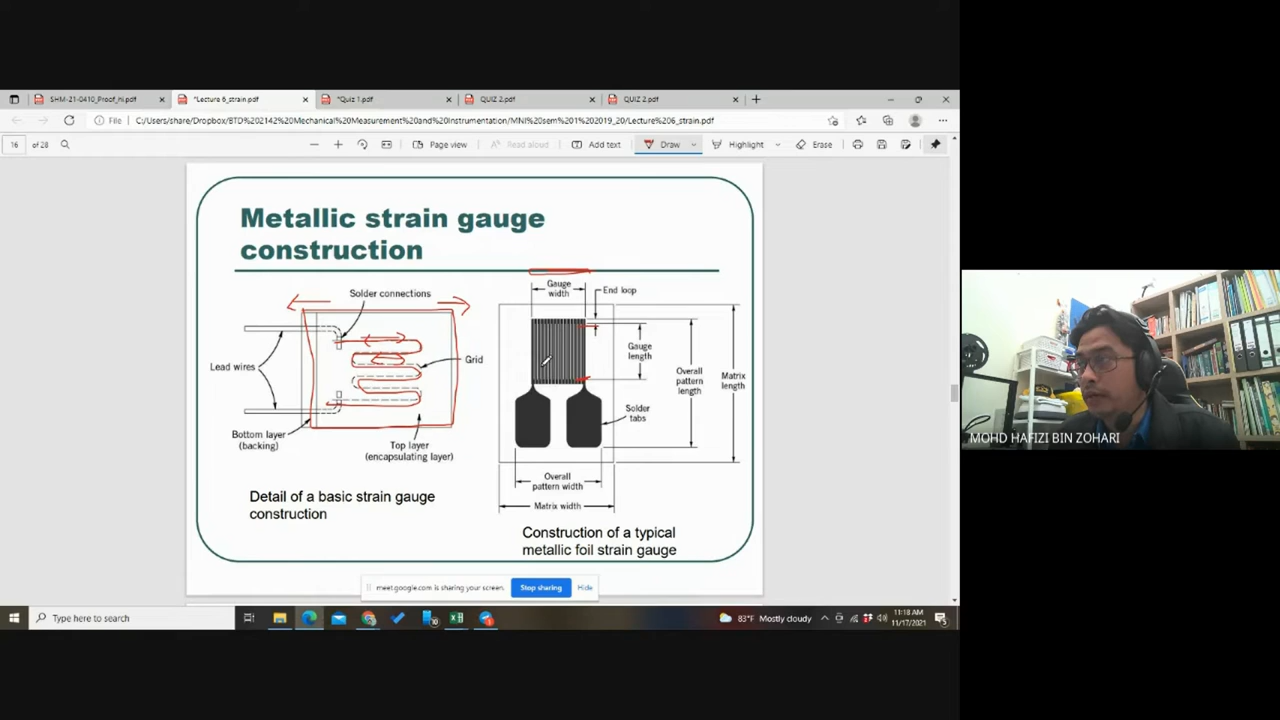 SHM-21-0410_Proof_hi.pdf
*Lecture 6_strain.pdf
*Quiz 1.pdf
QUIZ 2.pdf
QUIZ 2.pdf
File
C:/Users/share/Dropbox/BTD%202142%20Mechanical%20Measurement%20and%20Instrumentation/MNI%20sem%201%202019_20/Lecture%206_strain.pdf
16 of 28
Page view
Read aloud
Add text
Draw
Highlight
Erase
Metallic strain gauge
construction
Solder connections
Lead wires
Grid
Bottom layer
(backing)
Top layer
(encapsulating layer)
Detail of a basic strain gauge
construction
Gauge
width
End loop
Gauge
length
Overall
pattern
length
Matrix
length
Solder
tabs
Overall
pattern width
Matrix width
Construction of a typical
metallic foil strain gauge
meet.google.com is sharing your screen.
Stop sharing
Hide
MOHD HAFIZI BIN ZOHARI
Type here to search
83°F Mostly cloudy
11:18 AM
11/17/2021